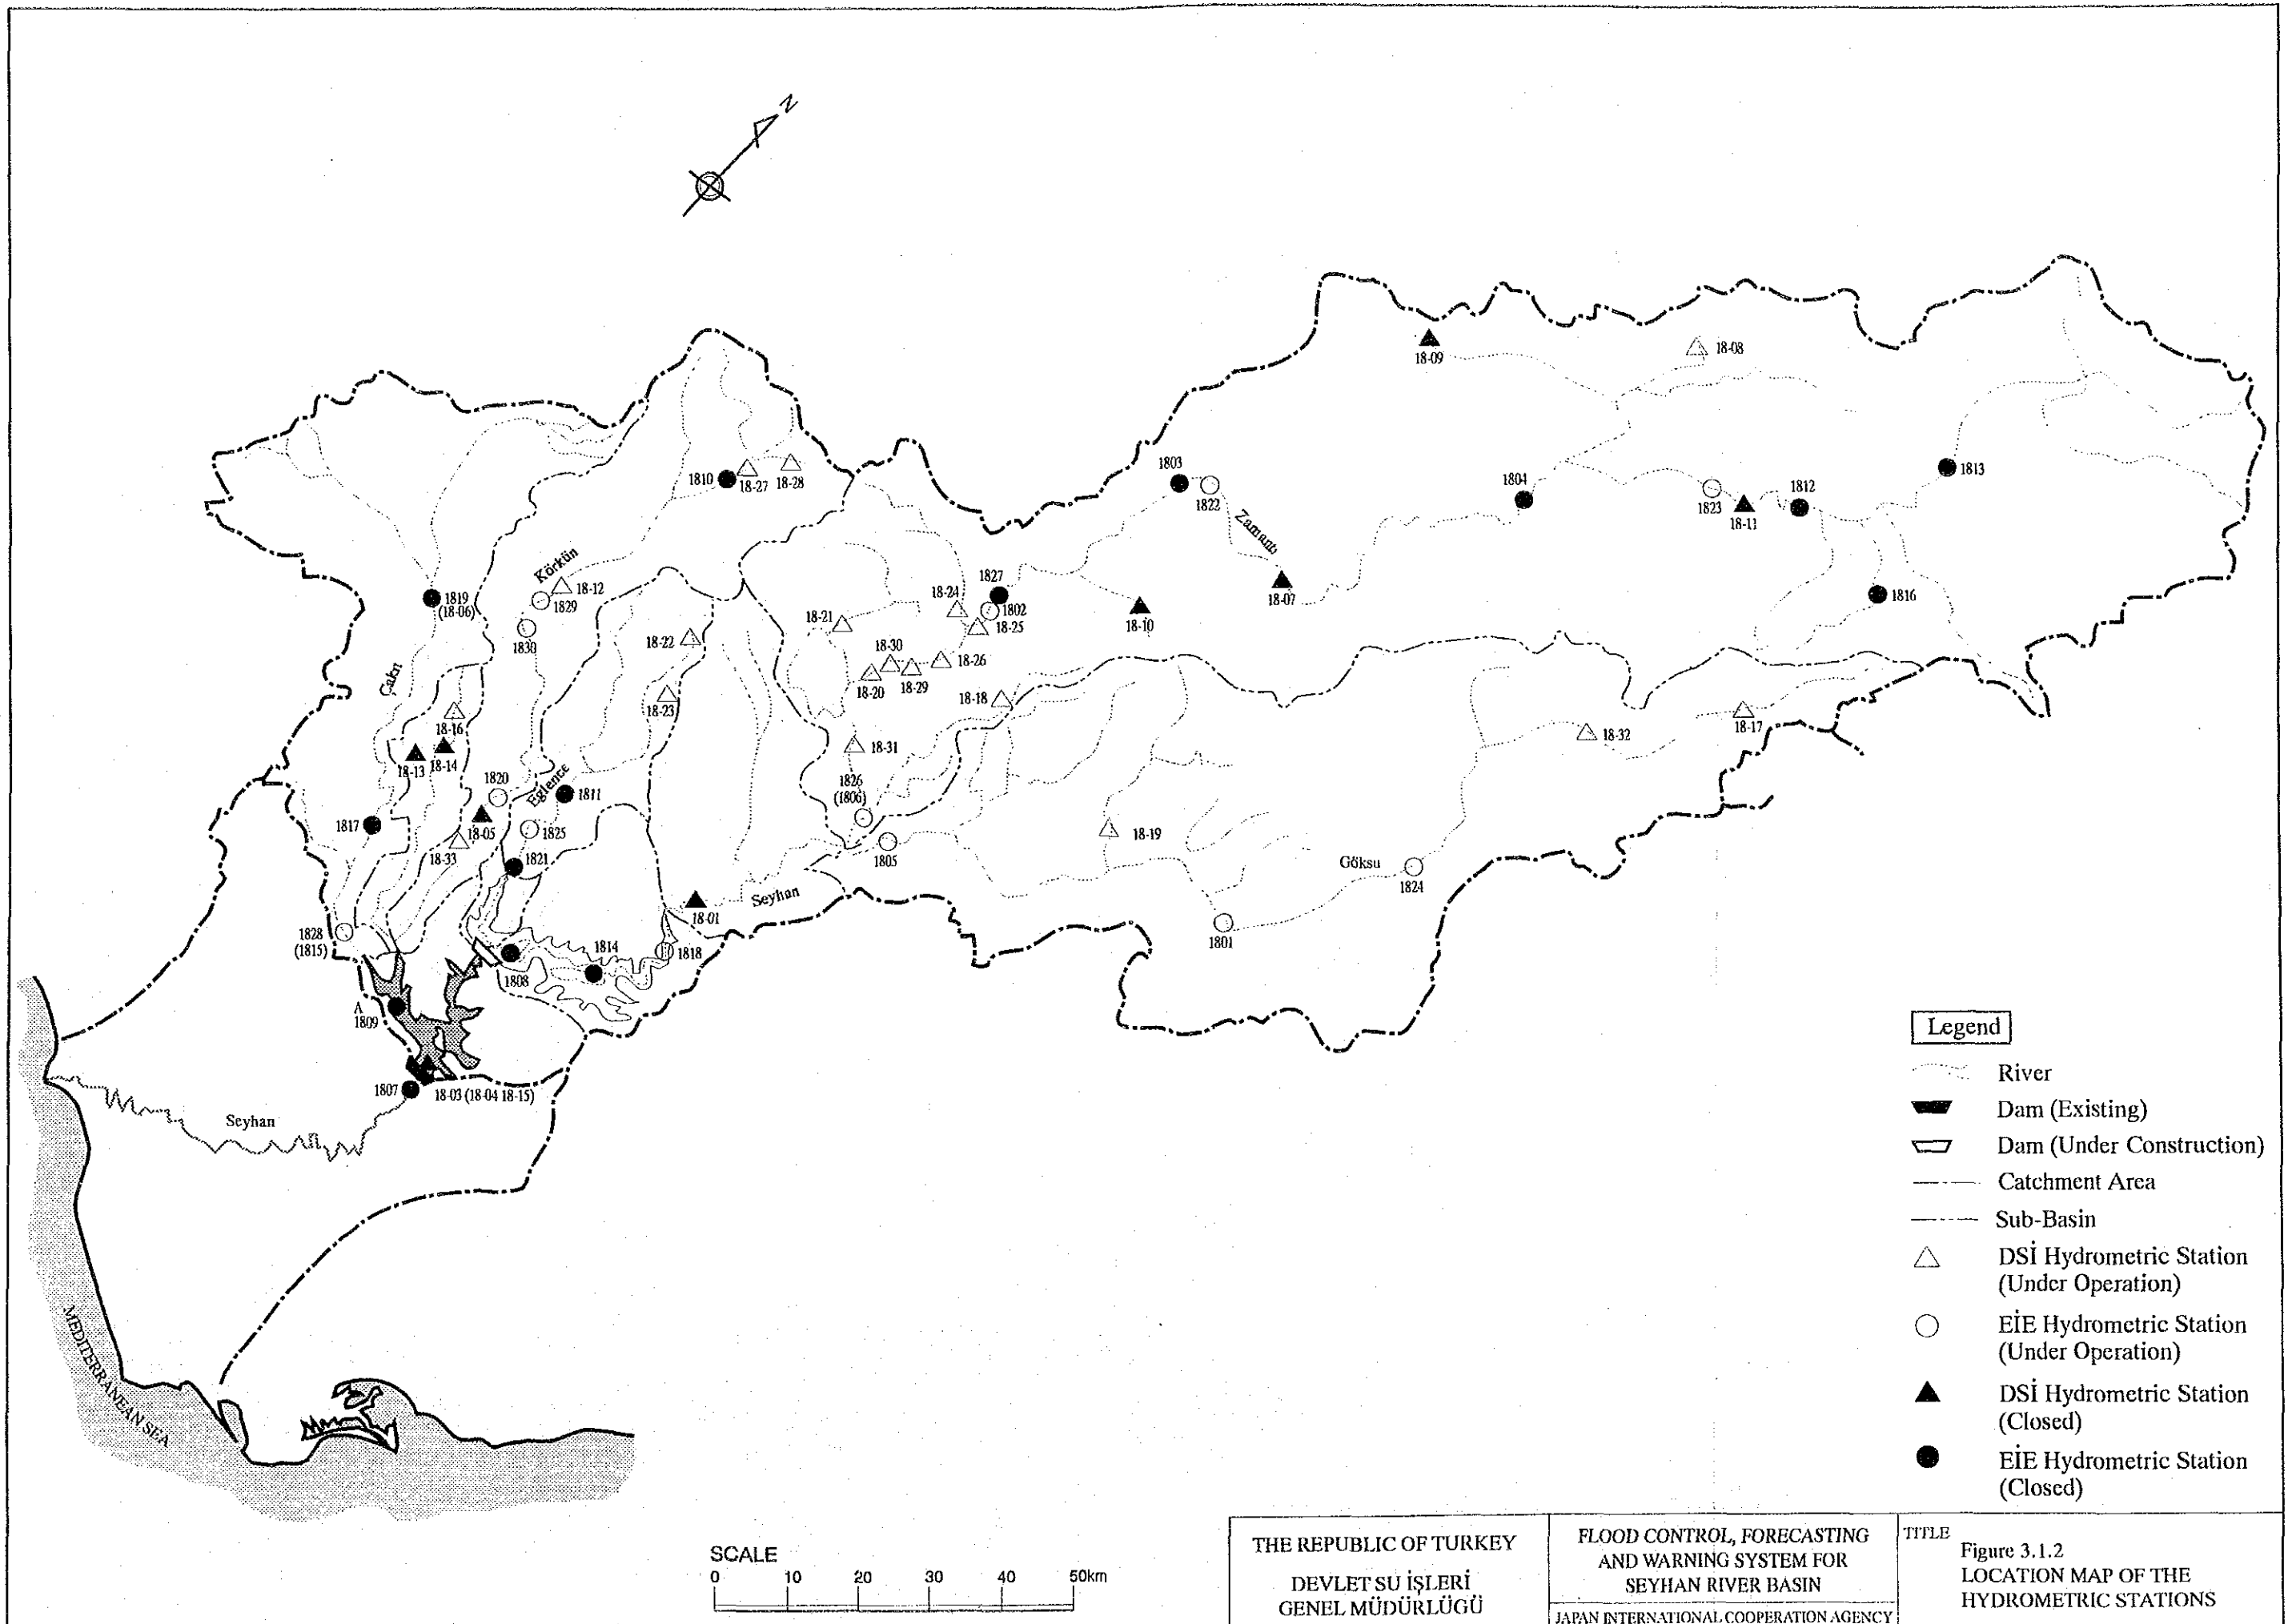 N
18-09
18-08
1803
1822
Zamantı
1804
1823
18-11
1812
1813
1810
18-27
18-28
Körkün
18-12
1829
1830
1819
(18-06)
Çakıt
18-22
18-23
18-21
18-24
1827
1802
18-25
18-10
18-07
1816
18-30
18-20
18-29
18-26
18-18
18-16
18-13
18-14
18-31
18-32
18-17
1820
Eğlence
1811
1826
(1806)
1817
18-05
1825
18-33
1821
1805
18-19
Göksu
1824
18-01
Seyhan
1801
1828
(1815)
1808
1814
1818
A
1809
1807
18-03 (18-04 18-15)
Seyhan
MEDITERRANEAN SEA
Legend
River
Dam (Existing)
Dam (Under Construction)
Catchment Area
Sub-Basin
DSİ Hydrometric Station
(Under Operation)
EİE Hydrometric Station
(Under Operation)
DSİ Hydrometric Station
(Closed)
EİE Hydrometric Station
(Closed)
SCALE
0 10 20 30 40 50km
THE REPUBLIC OF TURKEY
DEVLET SU İŞLERİ
GENEL MÜDÜRLÜĞÜ
FLOOD CONTROL, FORECASTING
AND WARNING SYSTEM FOR
SEYHAN RIVER BASIN
JAPAN INTERNATIONAL COOPERATION AGENCY
TITLE
Figure 3.1.2
LOCATION MAP OF THE
HYDROMETRIC STATIONS